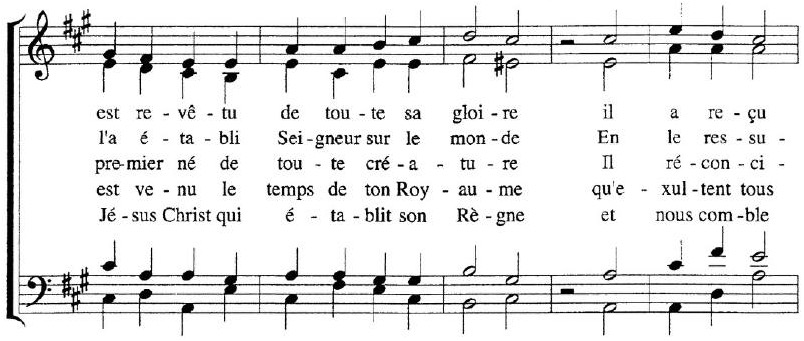 est re - vê - tu de tou - te sa gloi - re il a re - çu
l'a é - ta - bli Sei - gneur sur le mon - de En le res - su -
pre - mier né de tou - te cré - a - tu - re Il ré - con - ci -
est ve - nu le temps de ton Roy - au - me qu'e - xul - tent tous
Jé - sus Christ qui é - ta - blit son Rè - gne et nous com - ble